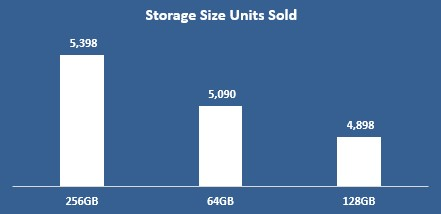 Storage Size Units Sold
5,398
5,090
4,898
256GB
64GB
128GB